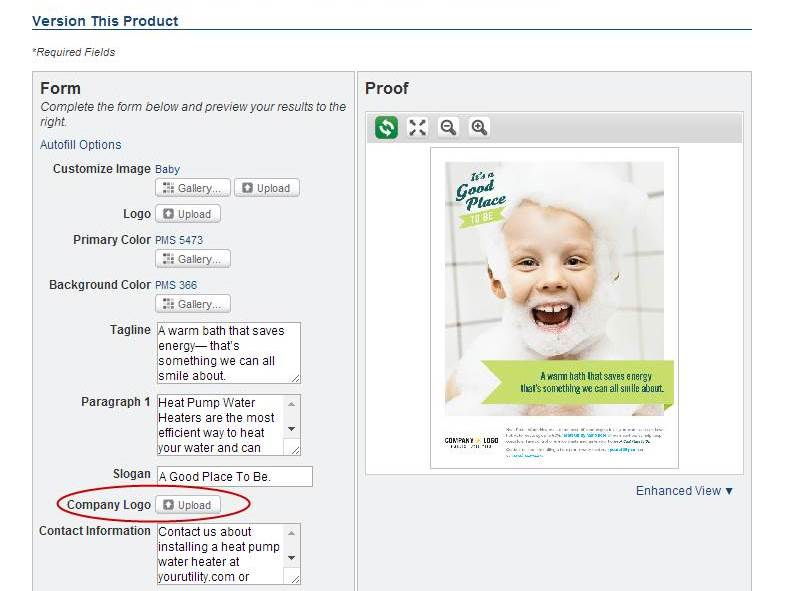 Version This Product
*Required Fields
Form
Complete the form below and preview your results to the
right.
Autofill Options
Customize Image Baby
Gallery... Upload
Logo Upload
Primary Color PMS 5473
Gallery...
Background Color PMS 366
Gallery...
Tagline A warm bath that saves
energy— that's
something we can all
smile about.
Paragraph 1 Heat Pump Water
Heaters are the most
efficient way to heat
your water and can
Slogan A Good Place To Be.
Company Logo Upload
Contact Information Contact us about
installing a heat pump
water heater at
yourutility.com or
Proof
It's a
Good
Place
TO BE
A warm bath that saves energy
that's something we can all smile about.
COMPANY LOGO
Enhanced View